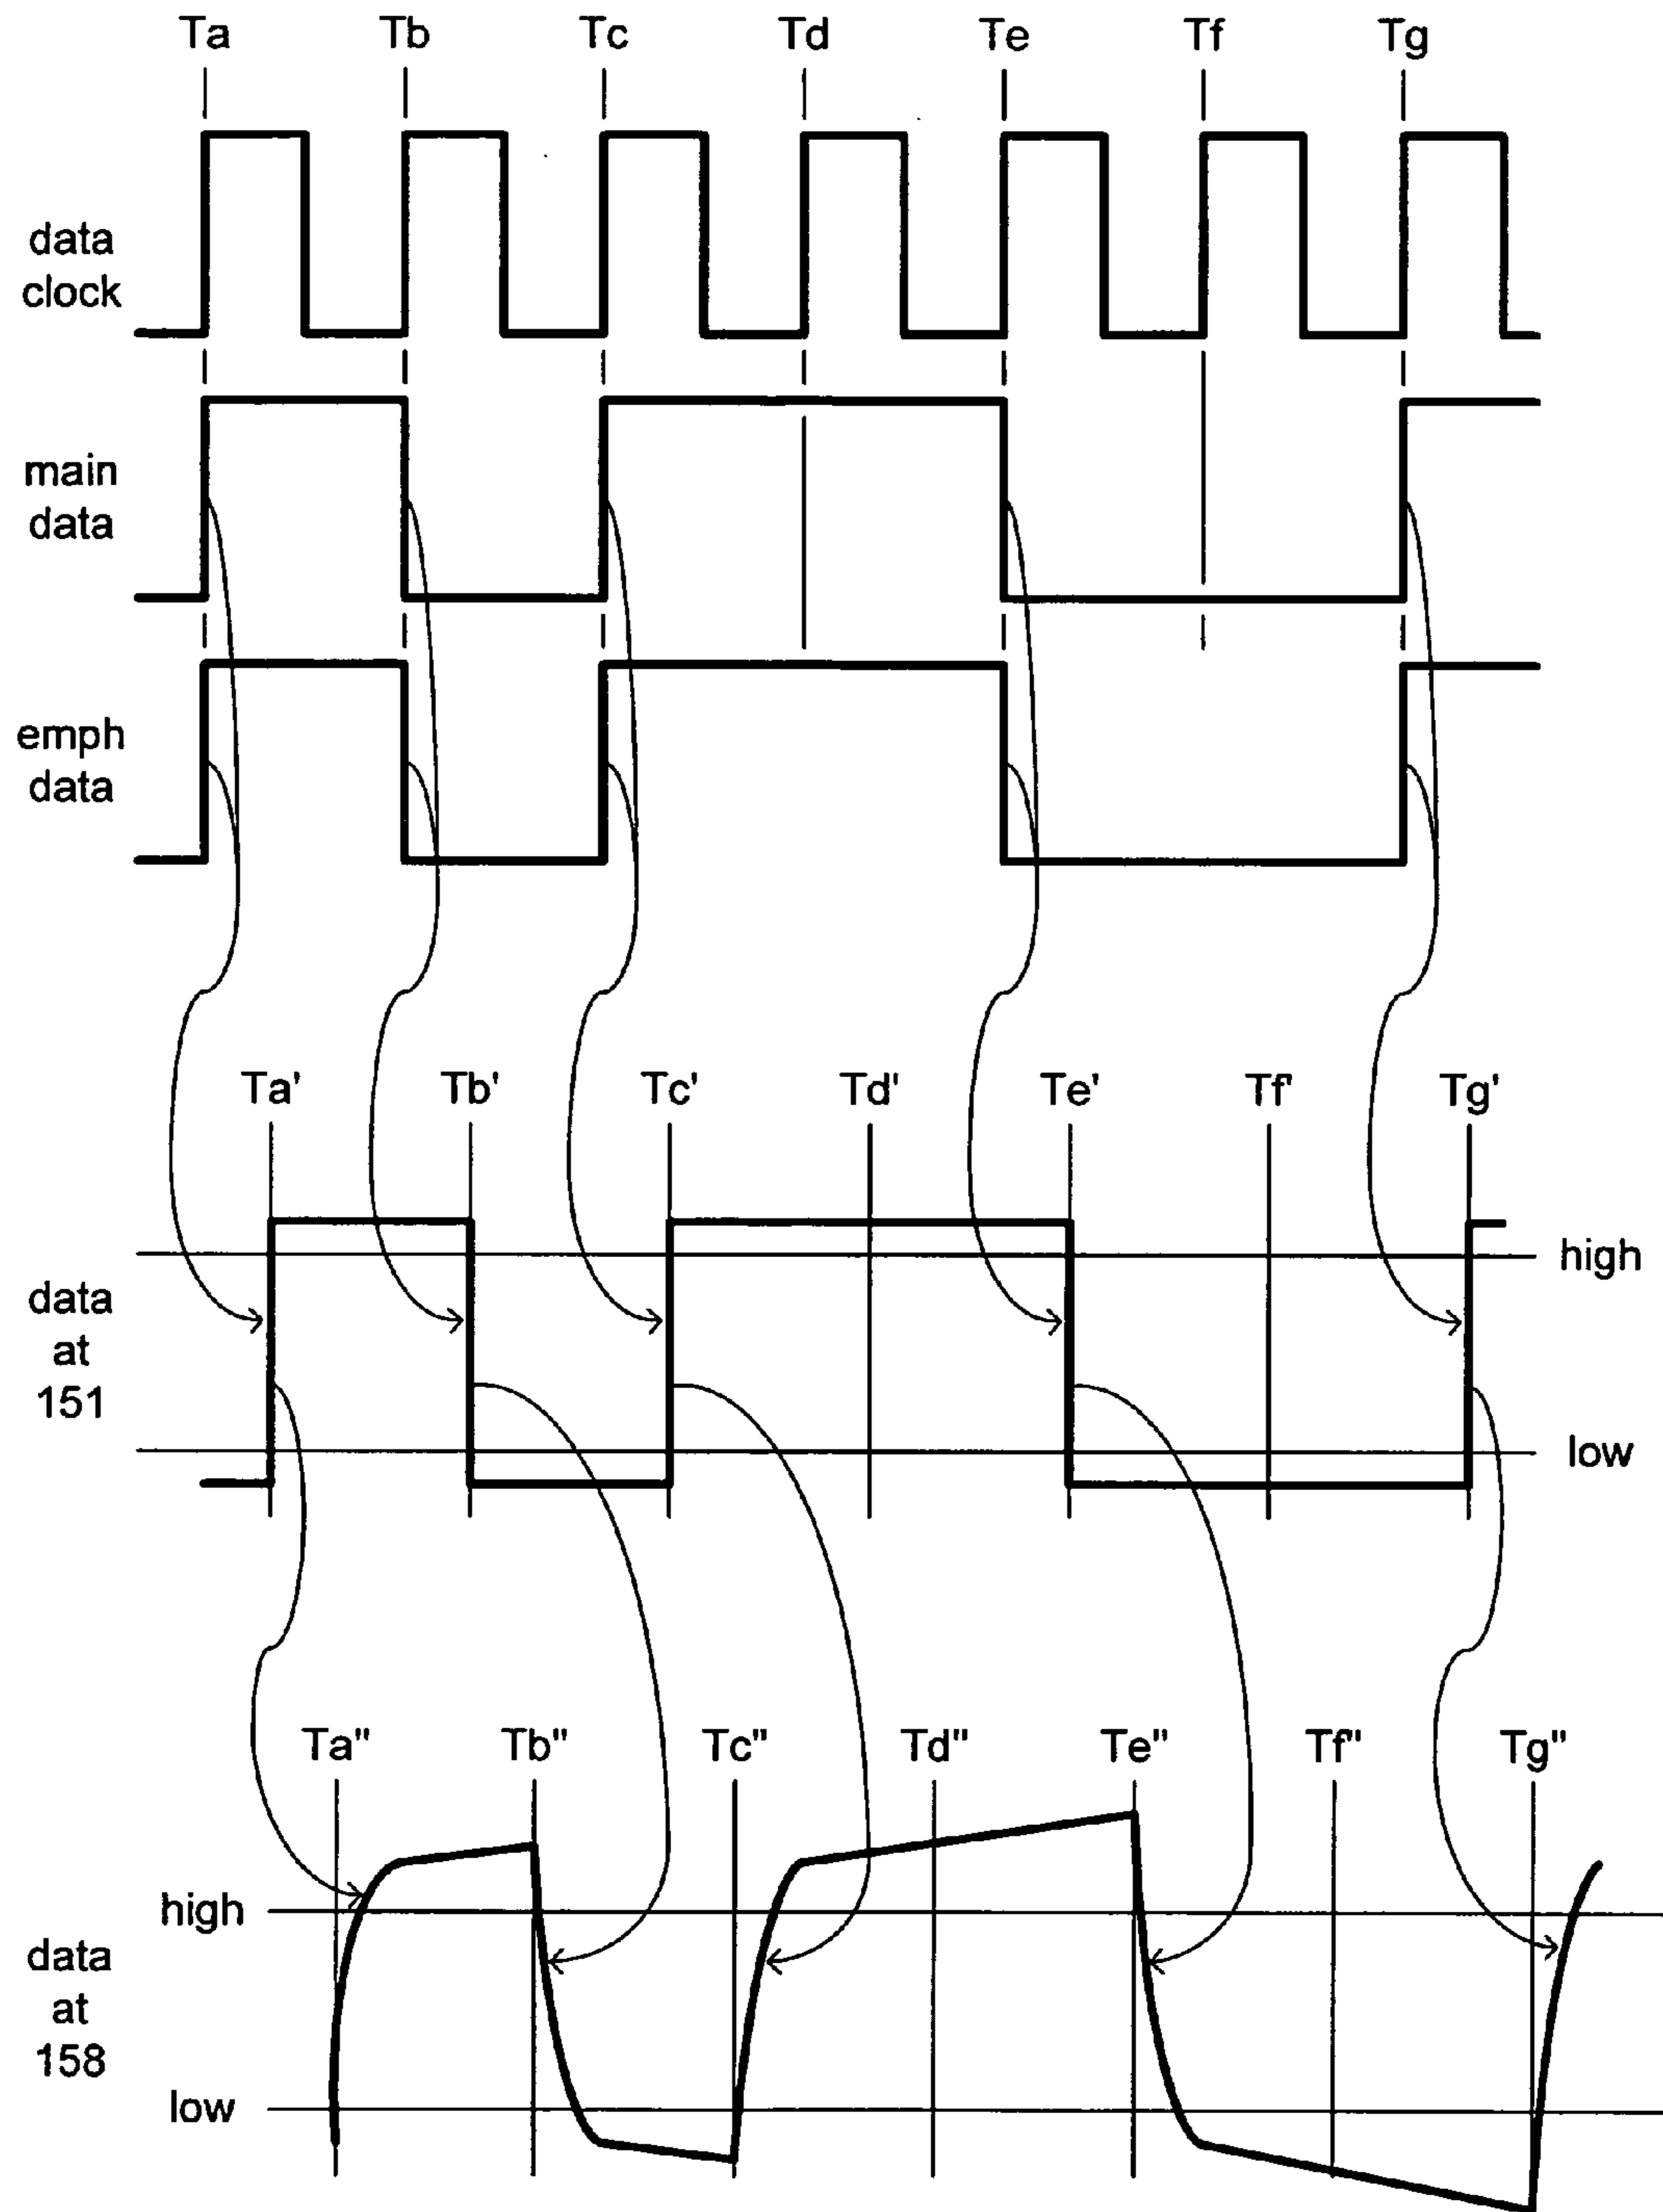 Ta Tb Tc Td Te Tf Tg
data
clock
main
data
emph
data
Ta' Tb' Tc' Td' Te' Tf' Tg'
high
data
at
151
low
Ta" Tb" Tc" Td" Te" Tf" Tg"
high
data
at
158
low